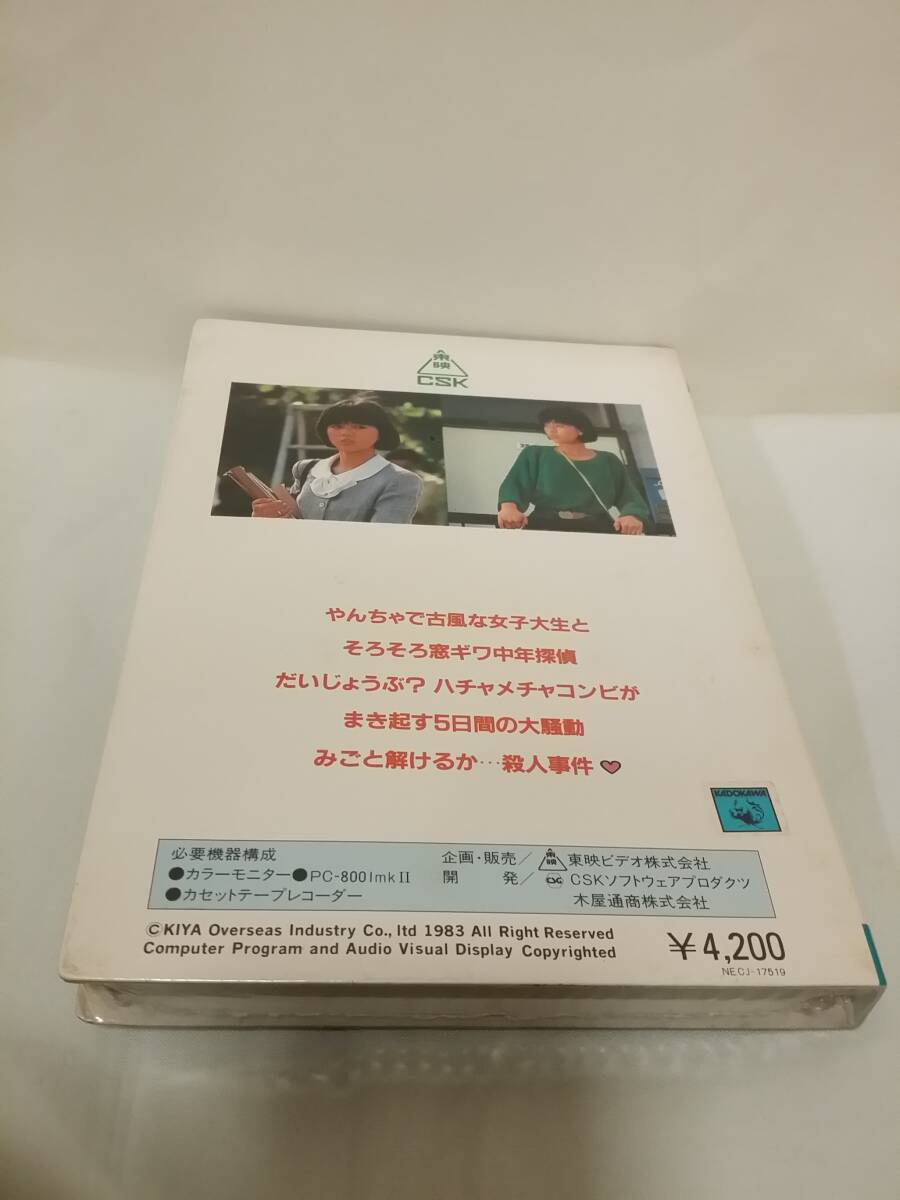 東映
CSK
やんちゃで古風な女子大生と
そろそろ窓ギワ中年探偵
だいじょうぶ? ハチャメチャコンビが
まき起す5日間の大騒動
みごと解けるか…殺人事件
KADOKAWA
必要機器構成
●カラーモニター●PC-8001mkII
●カセットテープレコーダー
企画・販売/東映 東映ビデオ株式会社
開 発/CSK CSKソフトウェアプロダクツ
木屋通商株式会社
©KIYA Overseas Industry Co., ltd 1983 All Right Reserved
Computer Program and Audio Visual Display Copyrighted
¥4,200
NECJ-17519